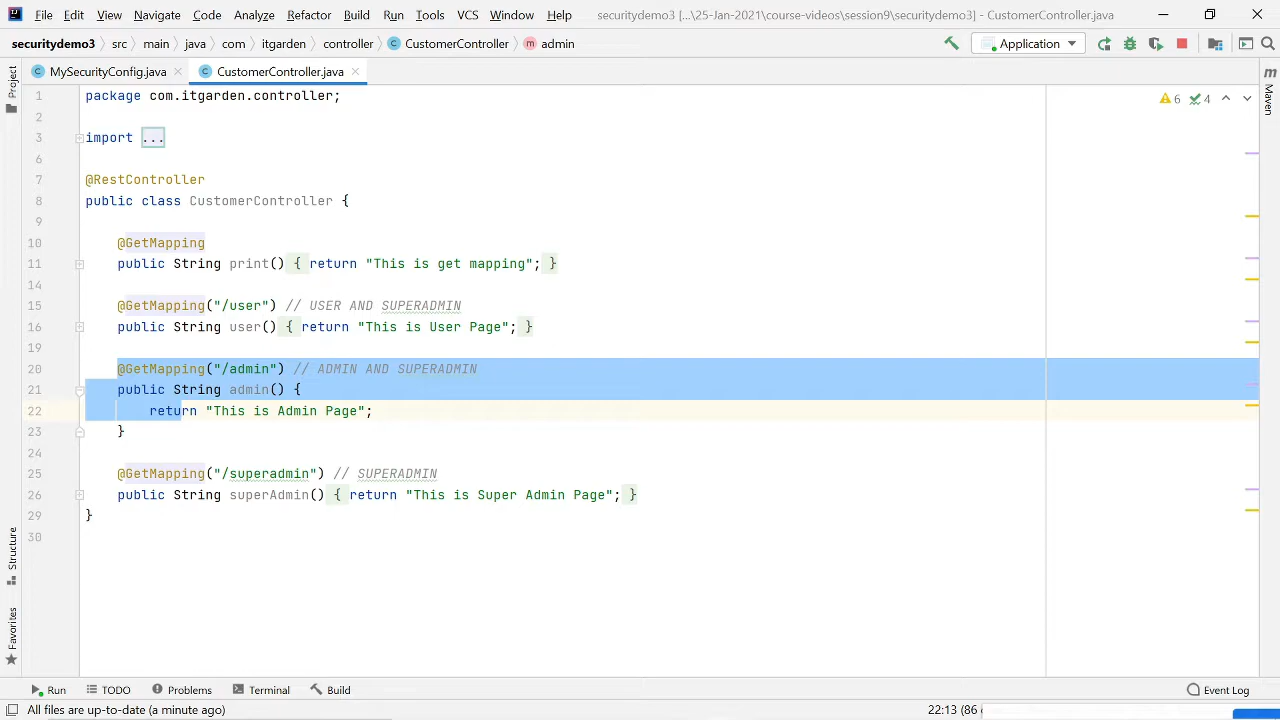 File Edit View Navigate Code Analyze Refactor Build Run Tools VCS Window Help securitydemo3 [...\25-Jan-2021\course-videos\session9\securitydemo3] - CustomerController.java
securitydemo3 src main java com itgarden controller CustomerController admin Application
MySecurityConfig.java CustomerController.java
Project
Maven
Structure
Favorites
6 4
1 package com.itgarden.controller;
2
3 import ...
6
7 @RestController
8 public class CustomerController {
9
10 @GetMapping
11 public String print() { return "This is get mapping"; }
14
15 @GetMapping("/user") // USER AND SUPERADMIN
16 public String user() { return "This is User Page"; }
19
20 @GetMapping("/admin") // ADMIN AND SUPERADMIN
21 public String admin() {
22 return "This is Admin Page";
23 }
24
25 @GetMapping("/superadmin") // SUPERADMIN
26 public String superAdmin() { return "This is Super Admin Page"; }
29 }
30
Run TODO Problems Terminal Build Event Log
All files are up-to-date (a minute ago) 22:13 (86